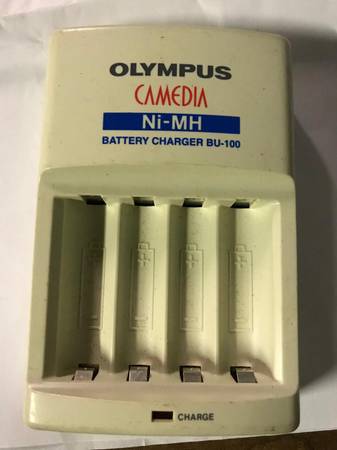 OLYMPUS
CAMEDIA
Ni-MH
BATTERY CHARGER BU-100
CHARGE